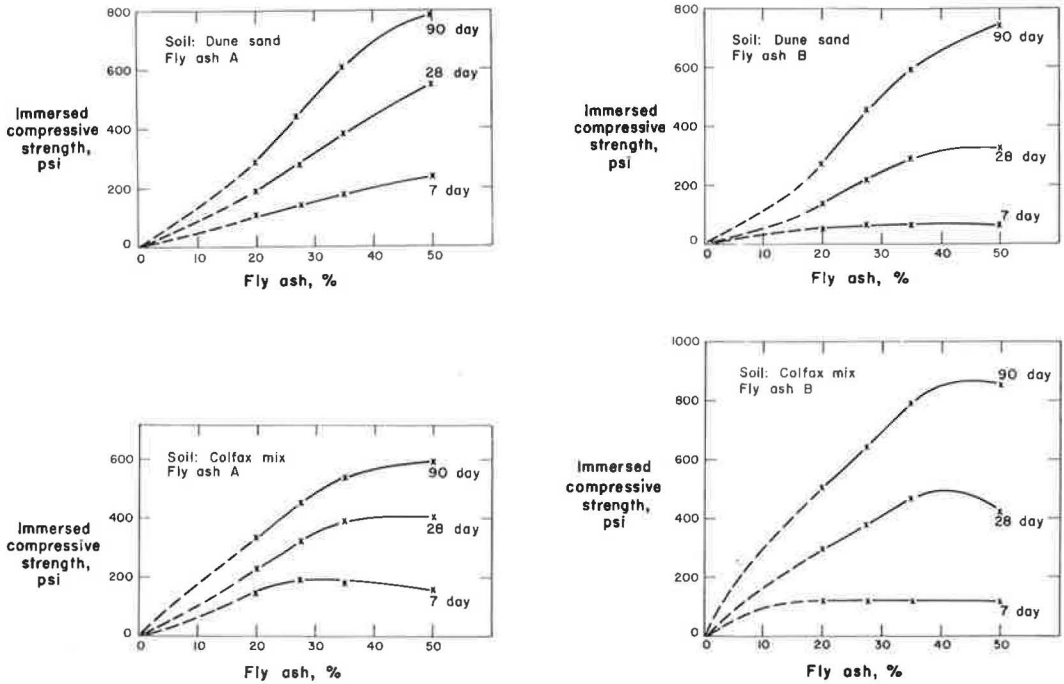 800
600
400
200
0
Immersed
compressive
strength,
psi
Soil: Dune sand
Fly ash A
90 day
28 day
7 day
0 10 20 30 40 50
Fly ash, %
800
600
400
200
0
Immersed
compressive
strength,
psi
Soil: Dune sand
Fly ash B
90 day
28 day
7 day
0 10 20 30 40 50
Fly ash, %
600
400
200
0
Immersed
compressive
strength,
psi
Soil: Colfax mix
Fly ash A
90 day
28 day
7 day
0 10 20 30 40 50
Fly ash, %
1000
800
600
400
200
0
Immersed
compressive
strength,
psi
Soil: Colfax mix
Fly ash B
90 day
28 day
7 day
0 10 20 30 40 50
Fly ash, %